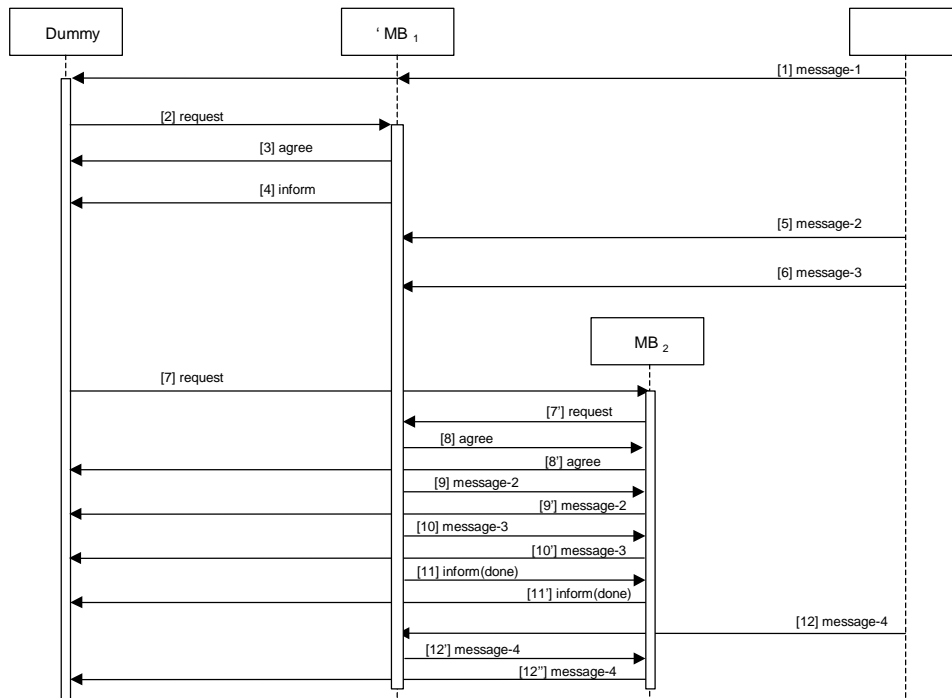 Dummy
‘ MB 1
[1] message-1
[2] request
[3] agree
[4] inform
[5] message-2
[6] message-3
MB 2
[7] request
[7’] request
[8] agree
[8’] agree
[9] message-2
[9’] message-2
[10] message-3
[10’] message-3
[11] inform(done)
[11’] inform(done)
[12] message-4
[12’] message-4
[12’’] message-4